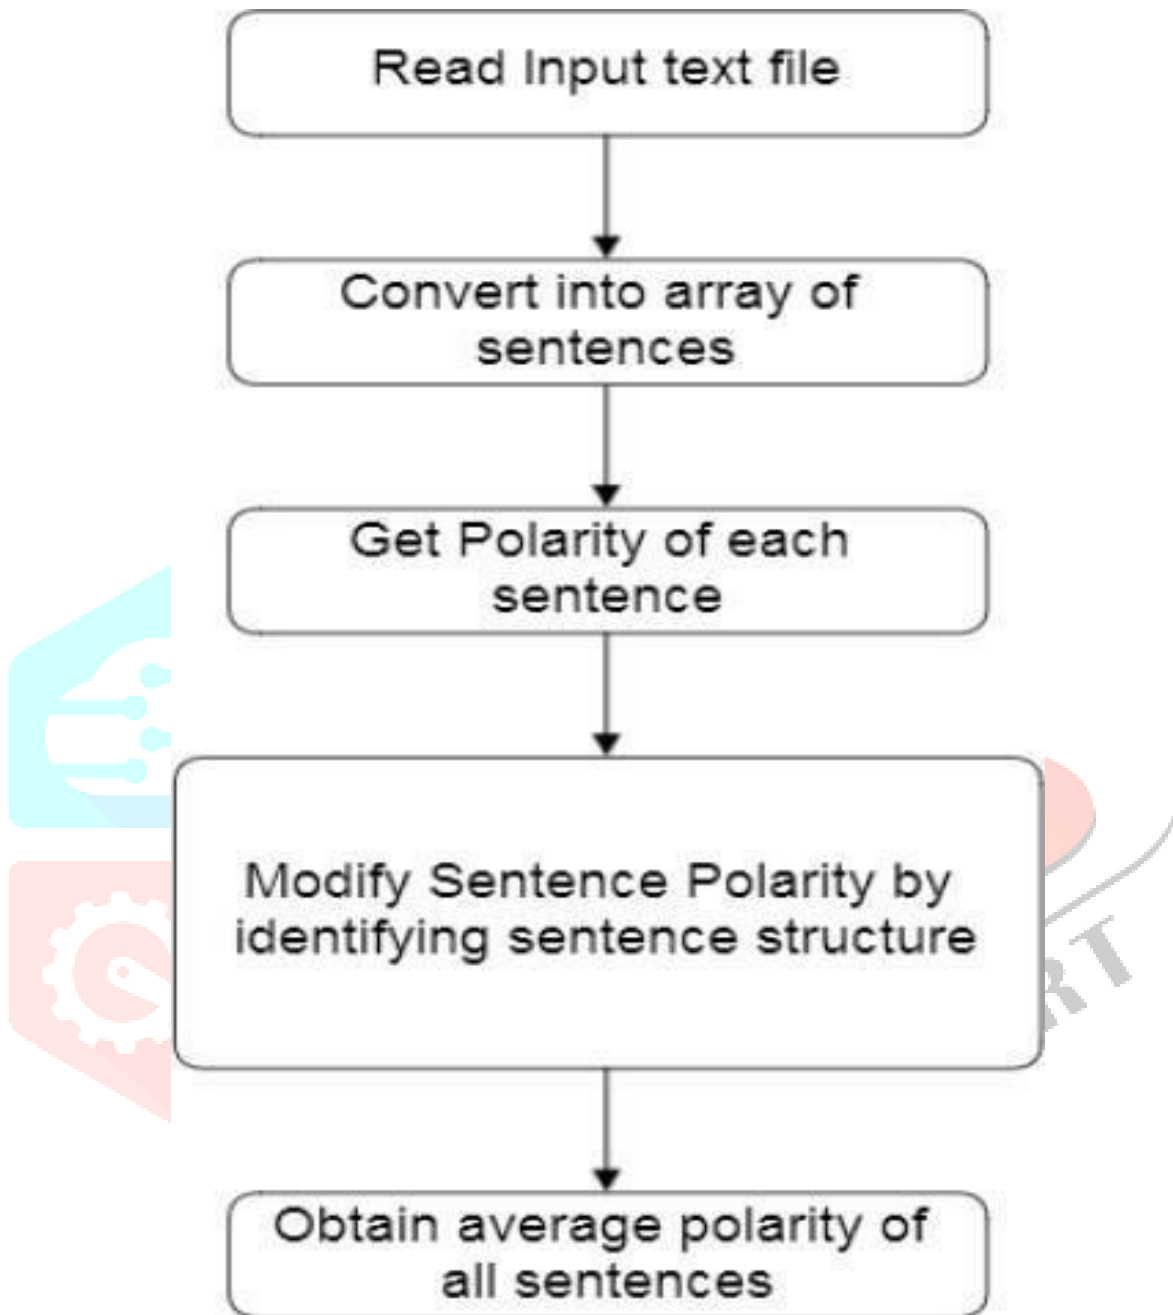 Read Input text file
Convert into array of
sentences
Get Polarity of each
sentence
Modify Sentence Polarity by
identifying sentence structure
Obtain average polarity of
all sentences